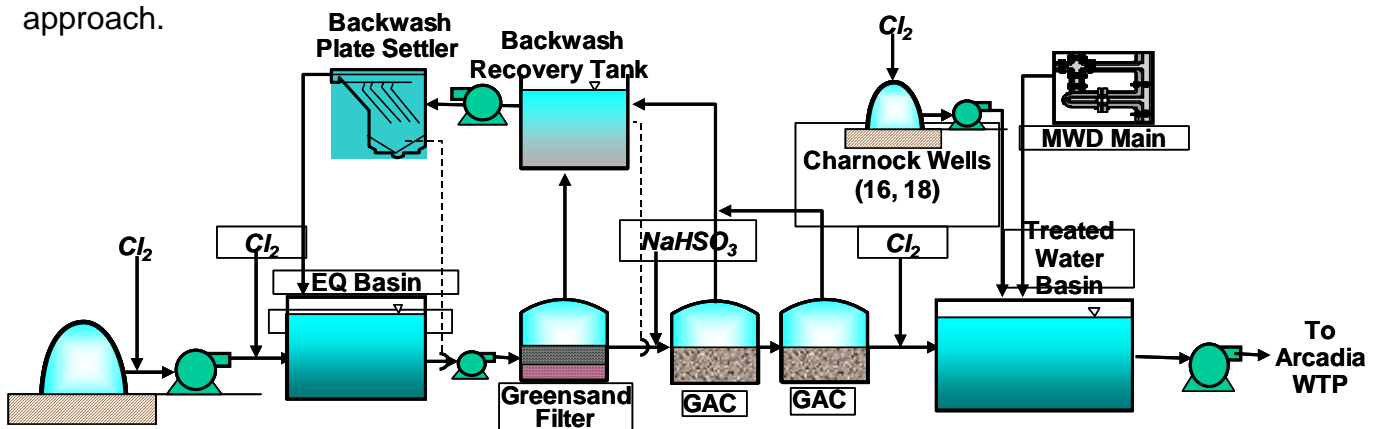 approach.
Backwash
Plate Settler
Backwash
Recovery Tank
Cl2
MWD Main
Charnock Wells
(16, 18)
Cl2
Cl2
NaHSO3
Cl2
Treated
Water
Basin
EQ Basin
To
Arcadia
WTP
Greensand
Filter
GAC
GAC